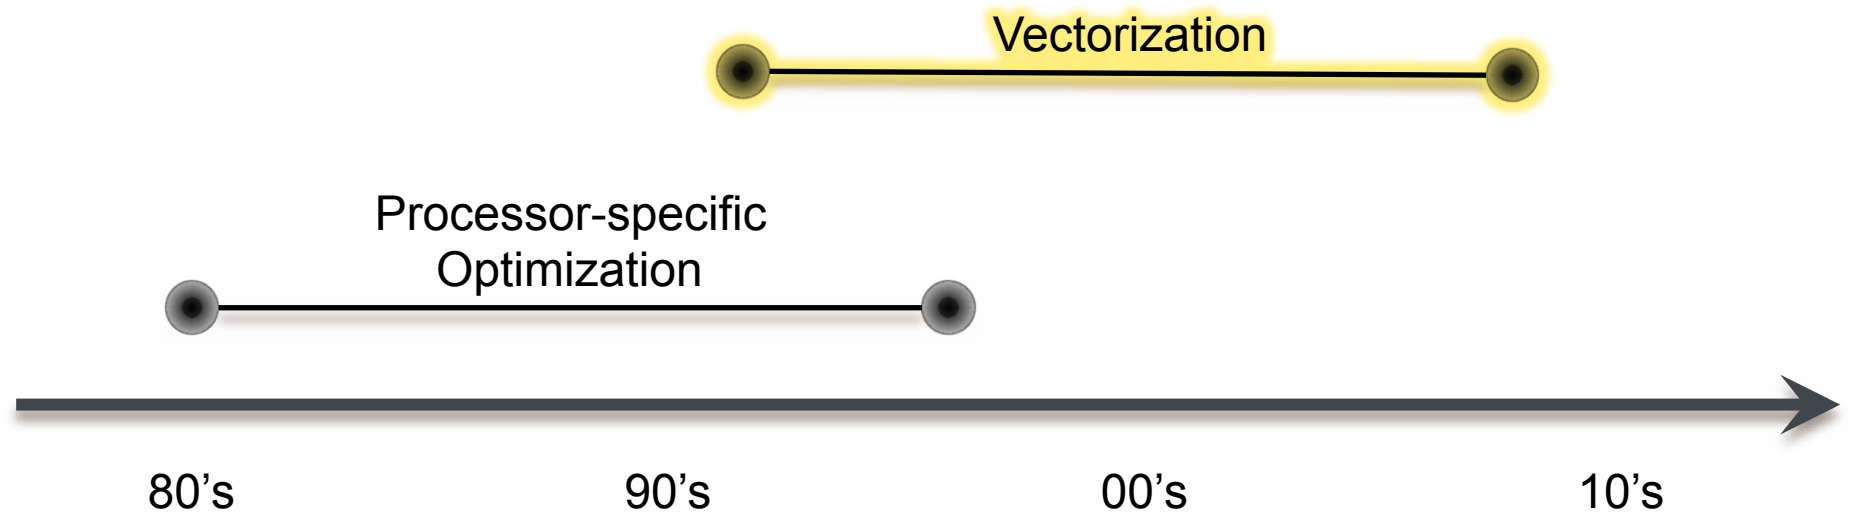 Vectorization
Processor-specific
Optimization
80’s
90’s
00’s
10’s